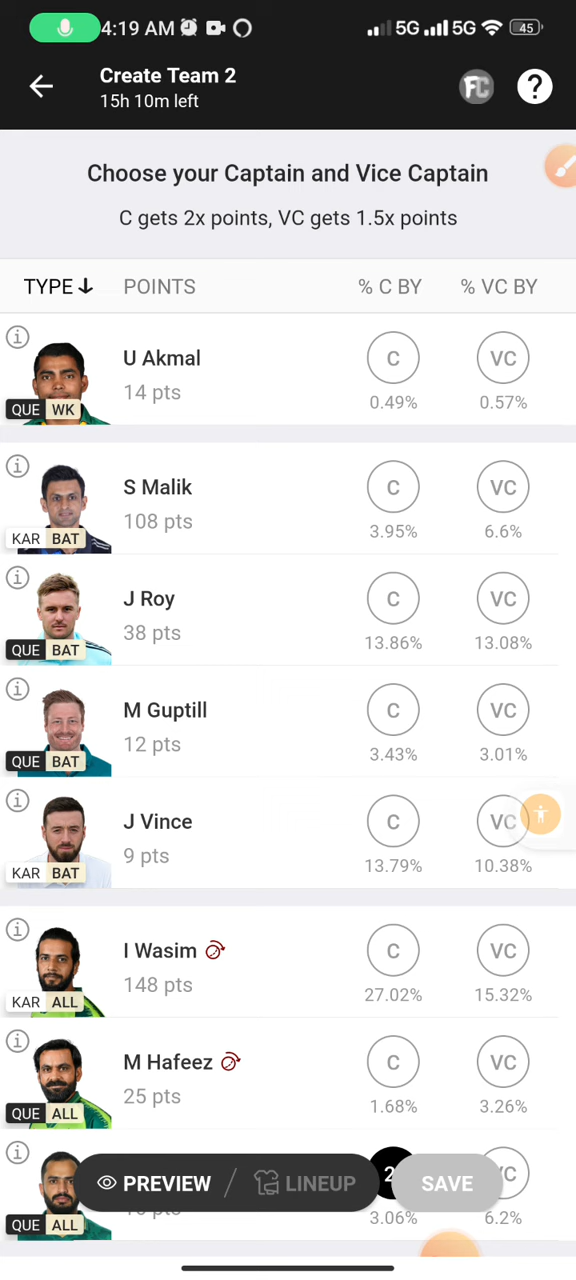 4:19 AM 5G 5G 45
Create Team 2
15h 10m left
FC ?
Choose your Captain and Vice Captain
C gets 2x points, VC gets 1.5x points
TYPE POINTS % C BY % VC BY
U Akmal C VC
14 pts 0.49% 0.57%
QUE WK
S Malik C VC
108 pts 3.95% 6.6%
KAR BAT
J Roy C VC
38 pts 13.86% 13.08%
QUE BAT
M Guptill C VC
12 pts 3.43% 3.01%
QUE BAT
J Vince C VC
9 pts 13.79% 10.38%
KAR BAT
I Wasim C VC
148 pts 27.02% 15.32%
KAR ALL
M Hafeez C VC
25 pts 1.68% 3.26%
QUE ALL
PREVIEW / LINEUP SAVE
pts 3.06% 6.2%
QUE ALL